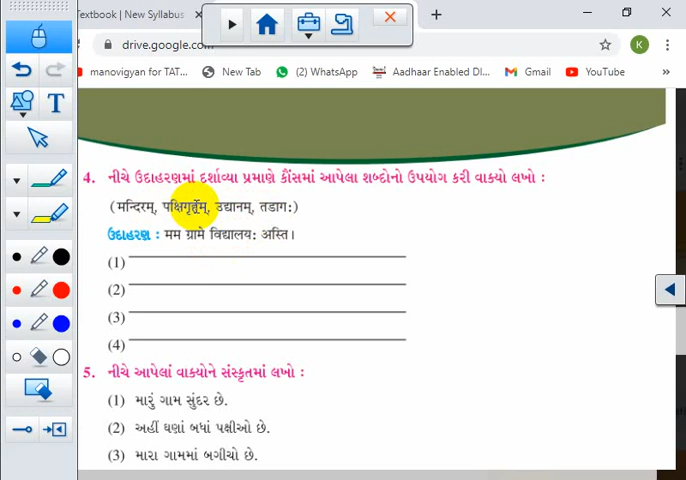 Textbook | New Syllabus
drive.google.com
K
manovigyan for TAT...
New Tab
(2) WhatsApp
Aadhaar Enabled DI...
Gmail
YouTube
»
T
4. નીચે ઉદાહરણમાં દર્શાવ્યા પ્રમાણે કૌંસમાં આપેલા શબ્દોનો ઉપયોગ કરી વાક્યો લખો :
(मन्दिरम्, उद्यानम्, तडागः)
ઉદાહરણ : मम ग्रामे विद्यालयः अस्ति।
(1)
(2)
(3)
(4)
5. નીચે આપેલાં વાક્યોને સંસ્કૃતમાં લખો :
(1) મારું ગામ સુંદર છે.
(2) અહીં ઘણાં બધાં પક્ષીઓ છે.
(3) મારા ગામમાં બગીચો છે.